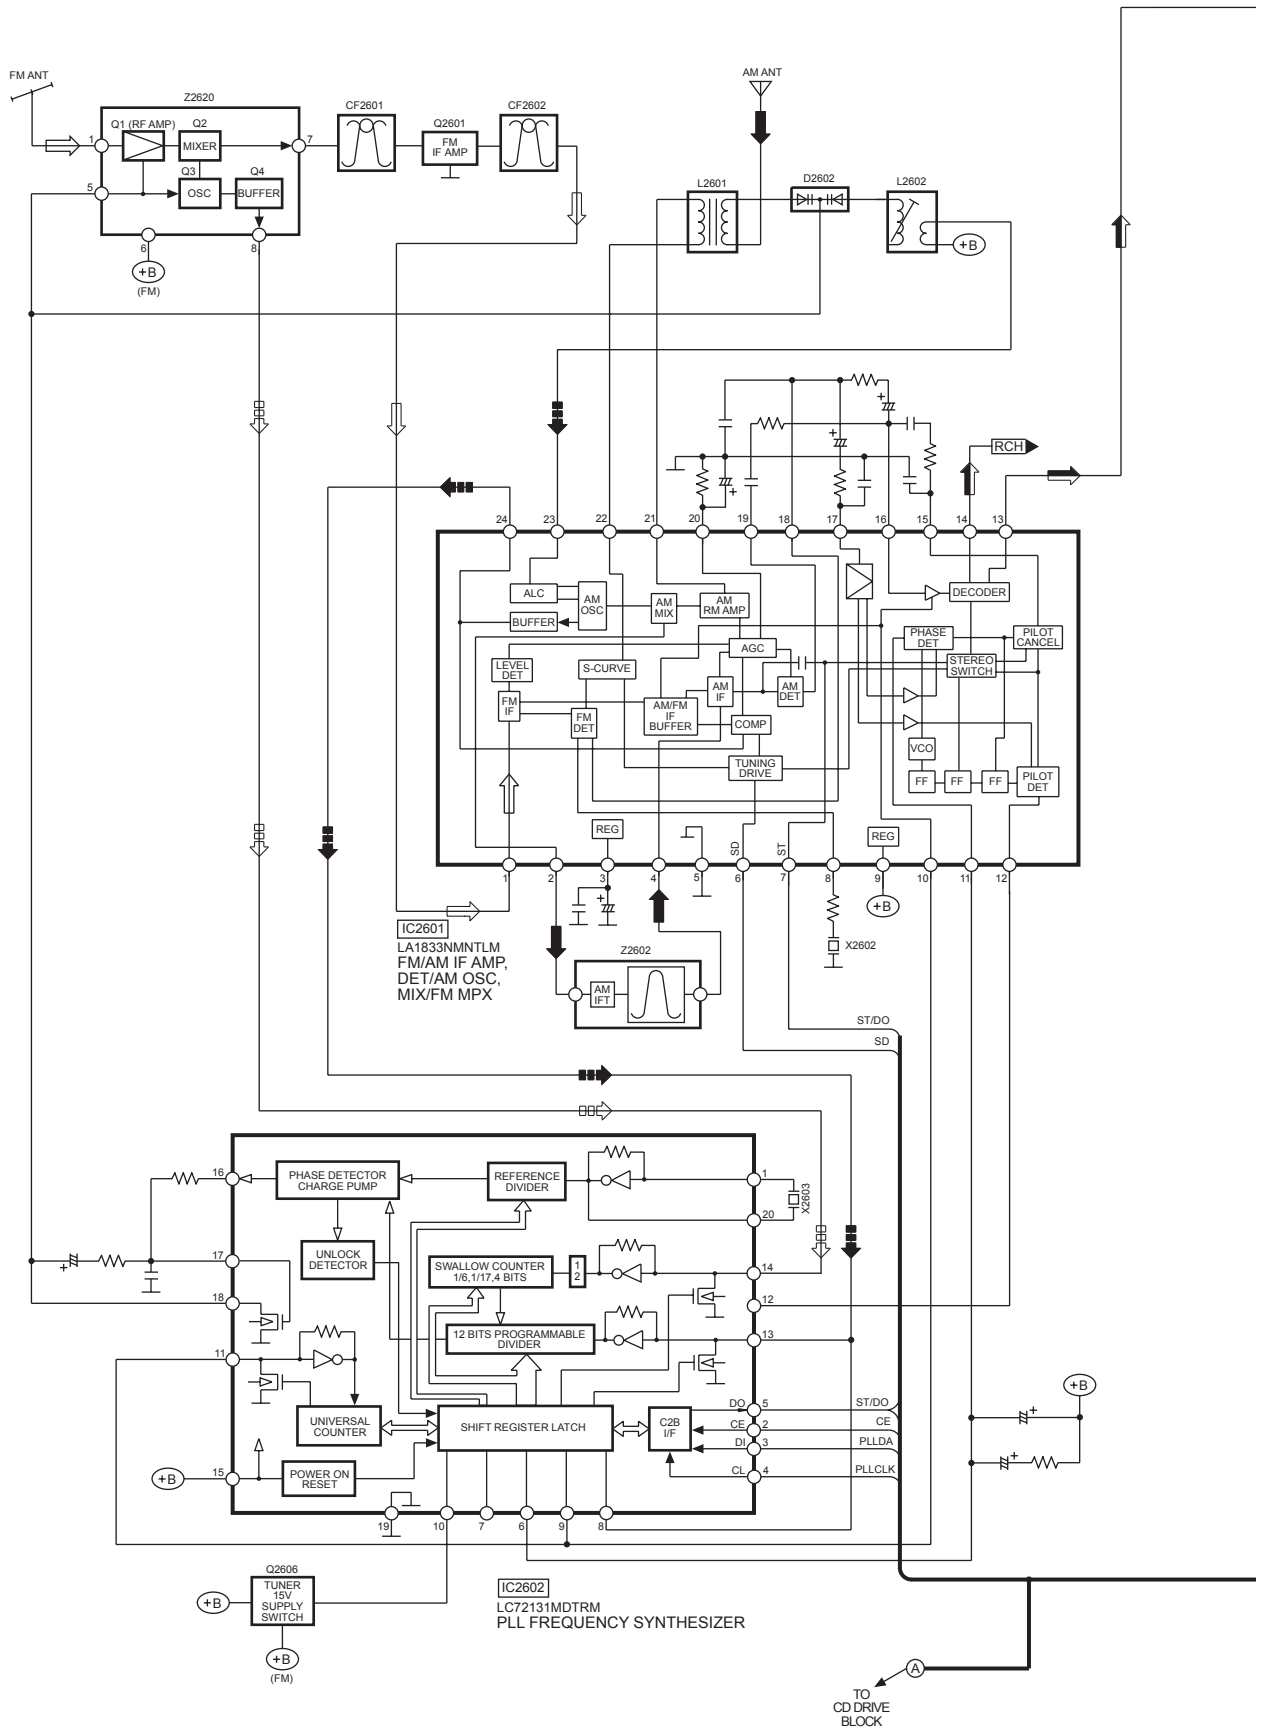 FM ANT
Z2620
Q1 (RF AMP)
Q2
MIXER
Q3
OSC
Q4
BUFFER
1
5
7
6
8
+B
(FM)
CF2601
Q2601
FM
IF AMP
CF2602
AM ANT
L2601
D2602
L2602
+B
RCH
24
23
22
21
20
19
18
17
16
15
14
13
ALC
BUFFER
AM
OSC
AM
MIX
AM
RM AMP
DECODER
PHASE
DET
PILOT
CANCEL
LEVEL
DET
S-CURVE
AGC
STEREO
SWITCH
FM
IF
FM
DET
AM/FM
IF
BUFFER
AM
IF
AM
DET
COMP
TUNING
DRIVE
VCO
FF
FF
FF
PILOT
DET
REG
SD
ST
REG
1
2
3
4
5
6
7
8
9
10
11
12
+B
X2602
IC2601
LA1833NMNTLM
FM/AM IF AMP,
DET/AM OSC,
MIX/FM MPX
Z2602
AM
IFT
ST/DO
SD
16
PHASE DETECTOR
CHARGE PUMP
REFERENCE
DIVIDER
1
X2603
20
17
UNLOCK
DETECTOR
SWALLOW COUNTER
1/6,1/17,4 BITS
1
2
14
18
12
12 BITS PROGRAMMABLE
DIVIDER
13
11
UNIVERSAL
COUNTER
SHIFT REGISTER LATCH
C2B
I/F
DO
CE
DI
CL
5
2
3
4
ST/DO
CE
PLLDA
PLLCLK
+B
+B
15
POWER ON
RESET
19
10
7
6
9
8
Q2606
TUNER
15V
SUPPLY
SWITCH
+B
+B
(FM)
IC2602
LC72131MDTRM
PLL FREQUENCY SYNTHESIZER
A
TO
CD DRIVE
BLOCK